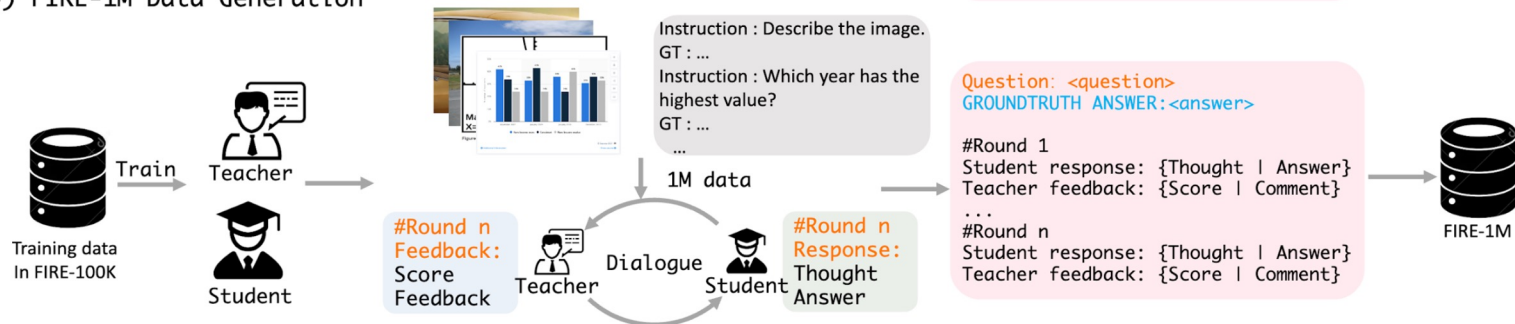 FIRE-1M Data Generation
Training data
In FIRE-100K
Train
Teacher
Student
Instruction : Describe the image.
GT : ...
Instruction : Which year has the
highest value?
GT : ...
...
1M data
#Round n
Feedback:
Score
Feedback
Teacher
Dialogue
Student
#Round n
Response:
Thought
Answer
Question: <question>
GROUNDTRUTH ANSWER:<answer>
#Round 1
Student response: {Thought | Answer}
Teacher feedback: {Score | Comment}
...
#Round n
Student response: {Thought | Answer}
Teacher feedback: {Score | Comment}
FIRE-1M